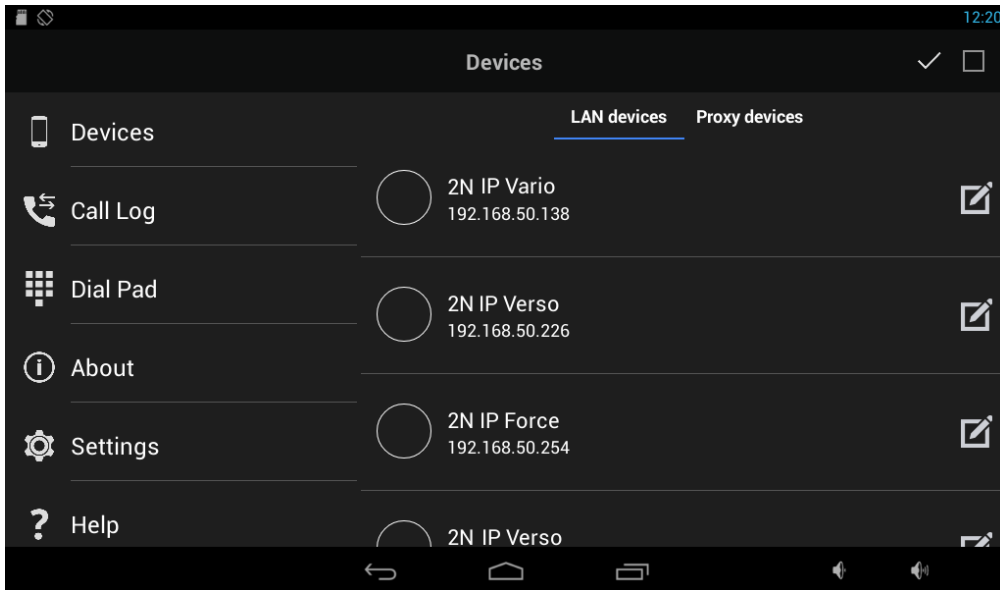 12:20
Devices
LAN devices Proxy devices
Devices
Call Log
Dial Pad
About
Settings
Help
2N IP Vario
192.168.50.138
2N IP Verso
192.168.50.226
2N IP Force
192.168.50.254
2N IP Verso